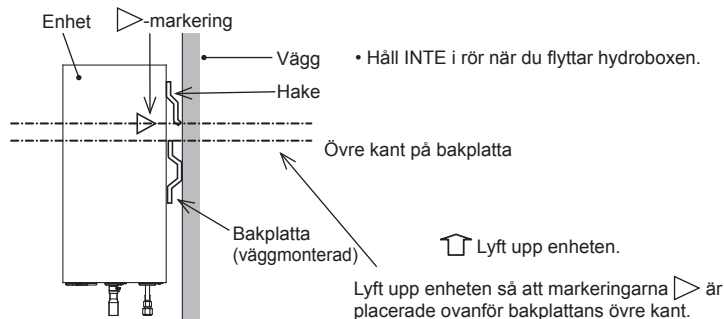 Enhet
▷-markering
Vägg
• Håll INTE i rör när du flyttar hydroboxen.
Hake
Övre kant på bakplatta
Bakplatta
(väggmonterad)
⇧ Lyft upp enheten.
Lyft upp enheten så att markeringarna ▷ är
placerade ovanför bakplattans övre kant.